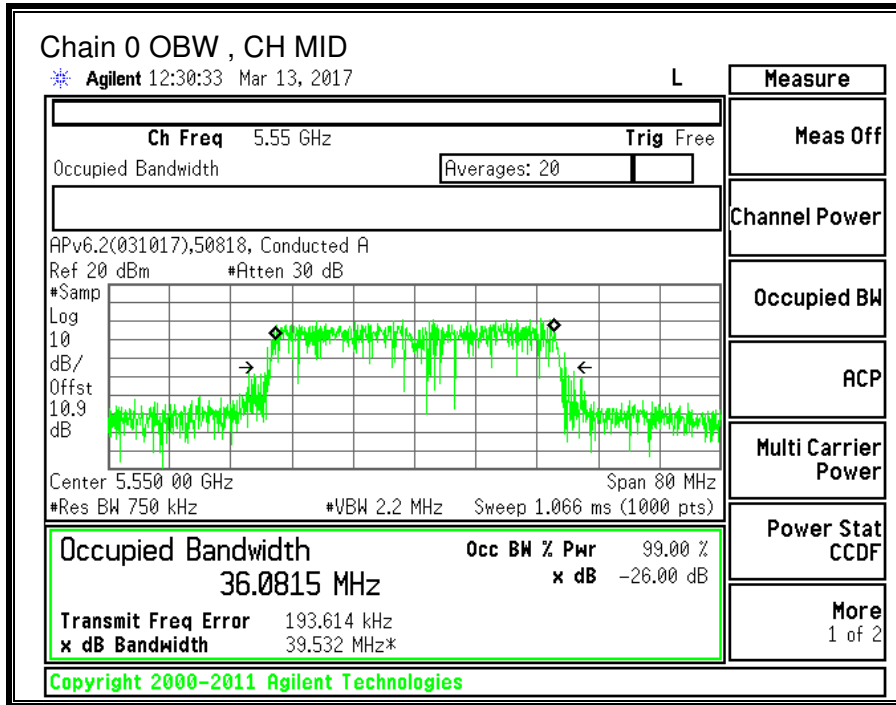 Chain 0 OBW , CH MID
Agilent 12:30:33 Mar 13, 2017 L
Measure
Ch Freq 5.55 GHz Trig Free
Meas Off
Occupied Bandwidth Averages: 20
Channel Power
APv6.2(031017),50818, Conducted A
Ref 20 dBm #Atten 30 dB
#Samp
Log
10
dB/
Offst
10.9
dB
Occupied BW
ACP
Center 5.550 00 GHz Span 80 MHz
#Res BW 750 kHz #VBW 2.2 MHz Sweep 1.066 ms (1000 pts)
Multi Carrier
Power
Occupied Bandwidth Occ BW % Pwr 99.00 %
36.0815 MHz x dB -26.00 dB
Power Stat
CCDF
Transmit Freq Error 193.614 kHz
x dB Bandwidth 39.532 MHz*
More
1 of 2
Copyright 2000-2011 Agilent Technologies